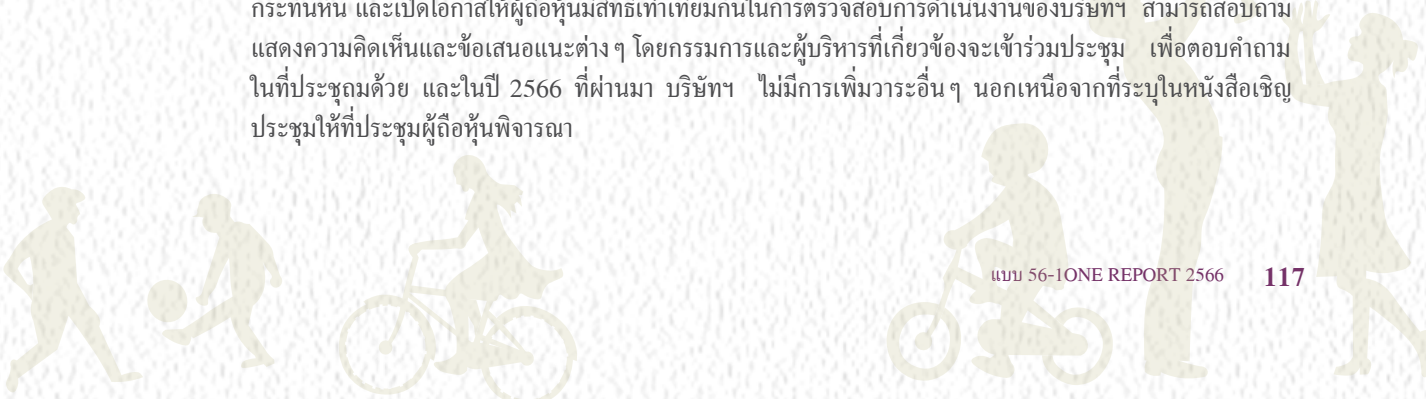 กระทันหัน และเปิดโอกาสให้ผู้ถือหุ้นมีสิทธิเท่าเทียมกันในการตรวจสอบการดำเนินงานของบริษัทฯ สามารถสอบถาม
แสดงความคิดเห็นและข้อเสนอแนะต่าง ๆ โดยกรรมการและผู้บริหารที่เกี่ยวข้องจะเข้าร่วมประชุม เพื่อตอบคำถาม
ในที่ประชุมด้วย และในปี 2566 ที่ผ่านมา บริษัทฯ ไม่มีการเพิ่มวาระอื่น ๆ นอกเหนือจากที่ระบุในหนังสือเชิญ
ประชุมให้ที่ประชุมผู้ถือหุ้นพิจารณา
แบบ 56-1ONE REPORT 2566 117